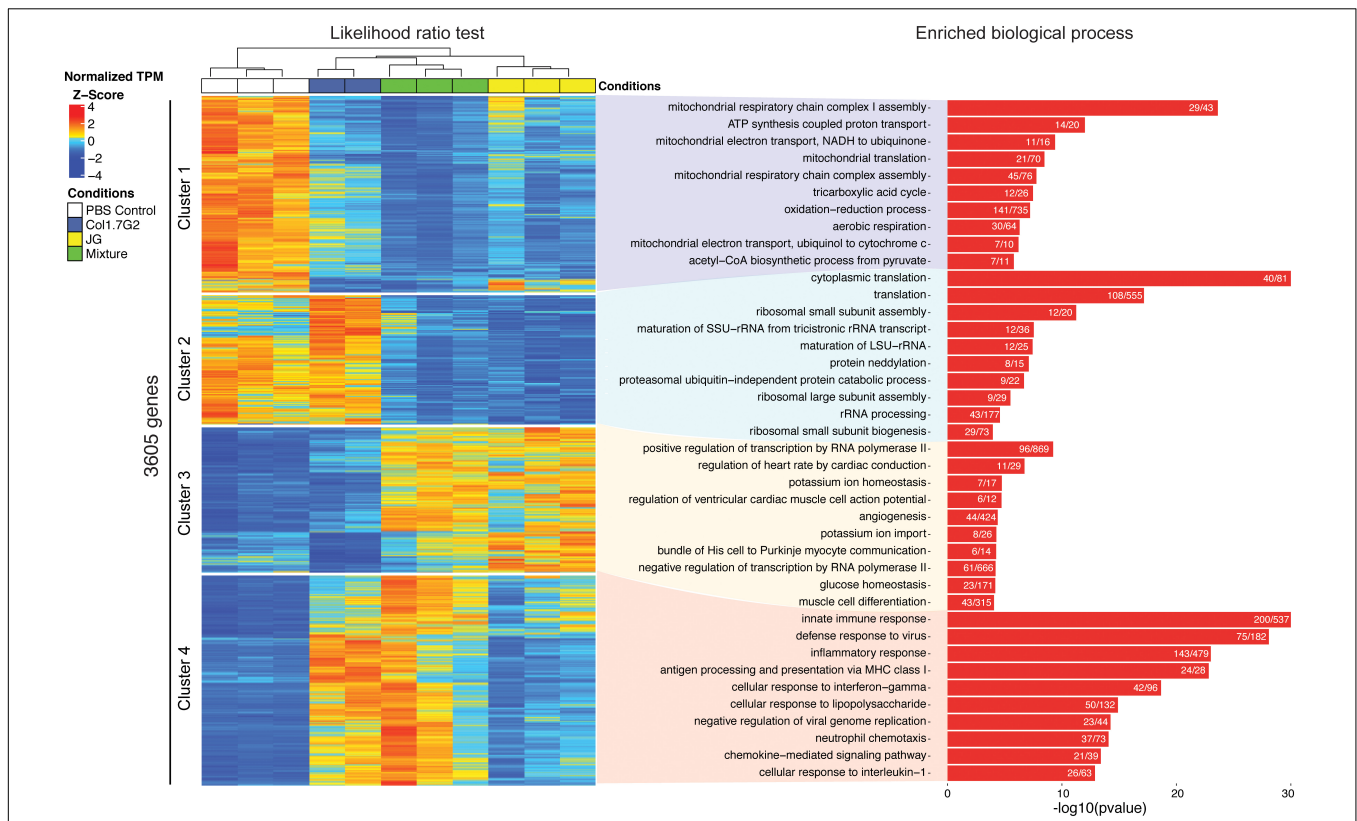 Likelihood ratio test
Enriched biological process
Normalized TPM
Z−Score
4
2
0
−2
−4
Conditions
PBS Control
Col1.7G2
JG
Mixture
Conditions
3605 genes
Cluster 1
Cluster 2
Cluster 3
Cluster 4
mitochondrial respiratory chain complex I assembly 29/43
ATP synthesis coupled proton transport 14/20
mitochondrial electron transport, NADH to ubiquinone 11/16
mitochondrial translation 21/70
mitochondrial respiratory chain complex assembly 45/76
tricarboxylic acid cycle 12/26
oxidation−reduction process 141/735
aerobic respiration 30/64
mitochondrial electron transport, ubiquinol to cytochrome c 7/10
acetyl−CoA biosynthetic process from pyruvate 7/11
cytoplasmic translation 40/81
translation 108/555
ribosomal small subunit assembly 12/20
maturation of SSU−rRNA from tricistronic rRNA transcript 12/36
maturation of LSU−rRNA 12/25
protein neddylation 8/15
proteasomal ubiquitin−independent protein catabolic process 9/22
ribosomal large subunit assembly 9/29
rRNA processing 43/177
ribosomal small subunit biogenesis 29/73
positive regulation of transcription by RNA polymerase II 96/869
regulation of heart rate by cardiac conduction 11/29
potassium ion homeostasis 7/17
regulation of ventricular cardiac muscle cell action potential 6/12
angiogenesis 44/424
potassium ion import 8/26
bundle of His cell to Purkinje myocyte communication 6/14
negative regulation of transcription by RNA polymerase II 61/666
glucose homeostasis 23/171
muscle cell differentiation 43/315
innate immune response 200/537
defense response to virus 75/182
inflammatory response 143/479
antigen processing and presentation via MHC class I 24/28
cellular response to interferon−gamma 42/96
cellular response to lipopolysaccharide 50/132
negative regulation of viral genome replication 23/44
neutrophil chemotaxis 37/73
chemokine−mediated signaling pathway 21/39
cellular response to interleukin−1 26/63
0 10 20 30
-log10(pvalue)